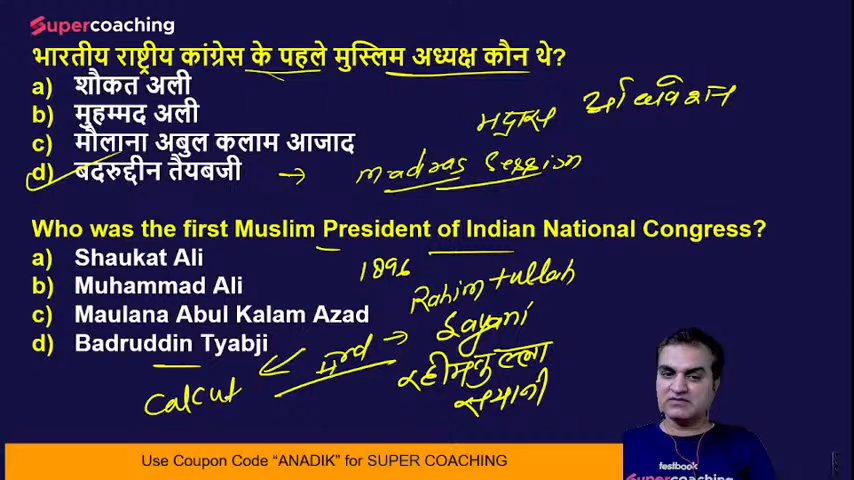 Supercoaching
भारतीय राष्ट्रीय कांग्रेस के पहले मुस्लिम अध्यक्ष कौन थे?
a) शौकत अली
b) मुहम्मद अली
c) मौलाना अबुल कलाम आजाद
d) बदरुद्दीन तैयबजी
मद्रास अधिवेशन
madras Session
Who was the first Muslim President of Indian National Congress?
a) Shaukat Ali
b) Muhammad Ali
c) Maulana Abul Kalam Azad
d) Badruddin Tyabji
1896
Rahimtullah
Sayani
रहीमतुल्ला
सयानी
Calcut
Use Coupon Code “ANADIK” for SUPER COACHING
testbook
Supercoaching